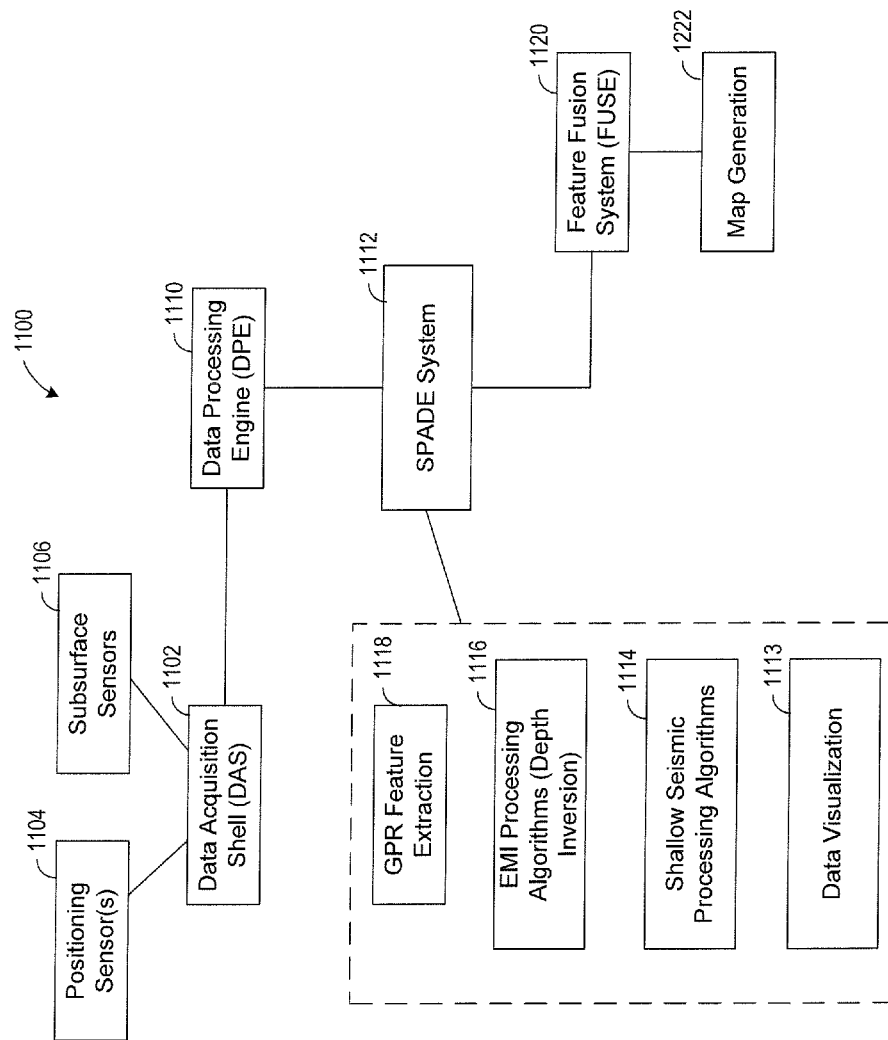 1100
1104
Positioning
Sensor(s)
1106
Subsurface
Sensors
1102
Data Acquisition
Shell (DAS)
1110
Data Processing
Engine (DPE)
1112
SPADE System
1118
GPR Feature
Extraction
1116
EMI Processing
Algorithms (Depth
Inversion)
1114
Shallow Seismic
Processing Algorithms
1113
Data Visualization
1120
Feature Fusion
System (FUSE)
1222
Map Generation